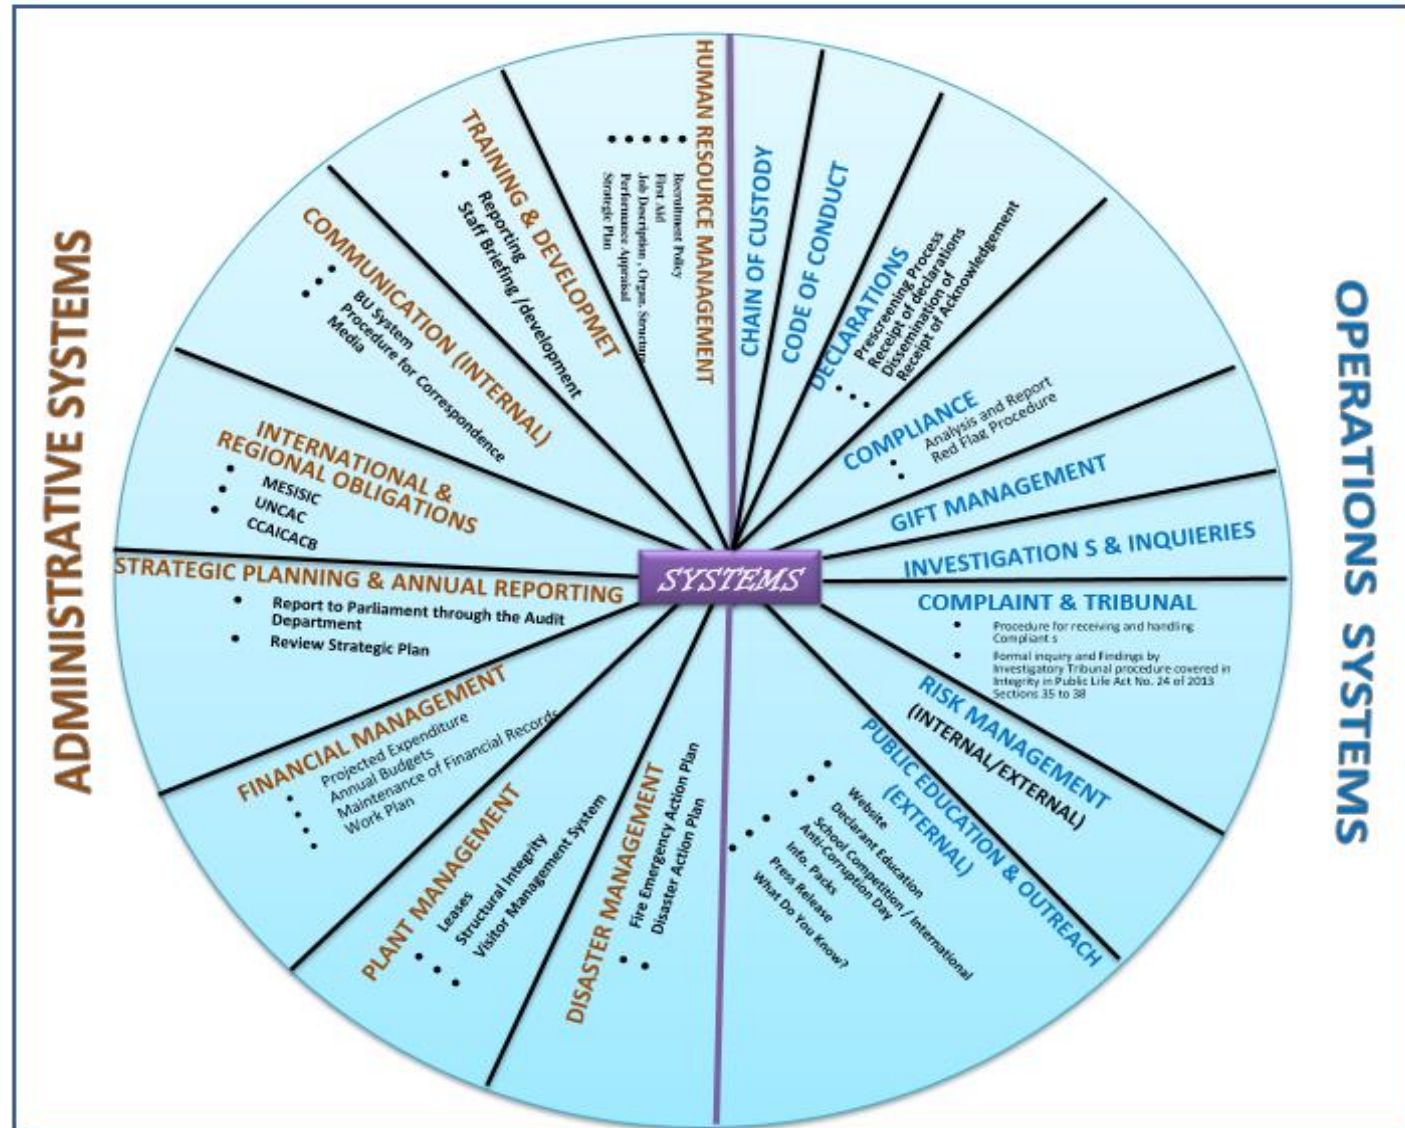 ADMINISTRATIVE SYSTEMS
HUMAN RESOURCE MANAGEMENT
Recruitment Policy
First Aid
Job Description , Organ. Structure
Performance Appraisal
Strategic Plan
TRAINING & DEVELOPMET
Reporting
Staff Briefing /development
COMMUNICATION (INTERNAL)
BU System
Procedure for Correspondence
Media
INTERNATIONAL &
REGIONAL OBLIGATIONS
MESISIC
UNCAC
CCAICACB
STRATEGIC PLANNING & ANNUAL REPORTING
Report to Parliament through the Audit
Department
Review Strategic Plan
FINANCIAL MANAGEMENT
Projected Expenditure
Annual Budgets
Maintenance of Financial Records
Work Plan
PLANT MANAGEMENT
Leases
Structural Integrity
Visitor Management System
DISASTER MANAGEMENT
Fire Emergency Action Plan
Disaster Action Plan
SYSTEMS
CHAIN OF CUSTODY
CODE OF CONDUCT
DECLARATIONS
Prescreening Process
Receipt of declarations
Dissemination of
Receipt of Acknowledgement
COMPLIANCE
Analysis and Report
Red Flag Procedure
GIFT MANAGEMENT
INVESTIGATION S & INQUIERIES
COMPLAINT & TRIBUNAL
Procedure for receiving and handling
Compliant s
Formal inquiry and Findings by
Investigatory Tribunal procedure covered in
Integrity in Public Life Act No. 24 of 2013
Sections 35 to 38
RISK MANAGEMENT
(INTERNAL/EXTERNAL)
PUBLIC EDUCATION & OUTREACH
(EXTERNAL)
Website
Declarant Education
School Competition / International
Anti-Corruption Day
Info. Packs
Press Release
What Do You Know?
OPERATIONS SYSTEMS